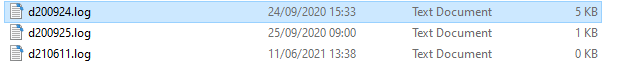 d200924.log 24/09/2020 15:33 Text Document 5 KB
d200925.log 25/09/2020 09:00 Text Document 1 KB
d210611.log 11/06/2021 13:38 Text Document 0 KB